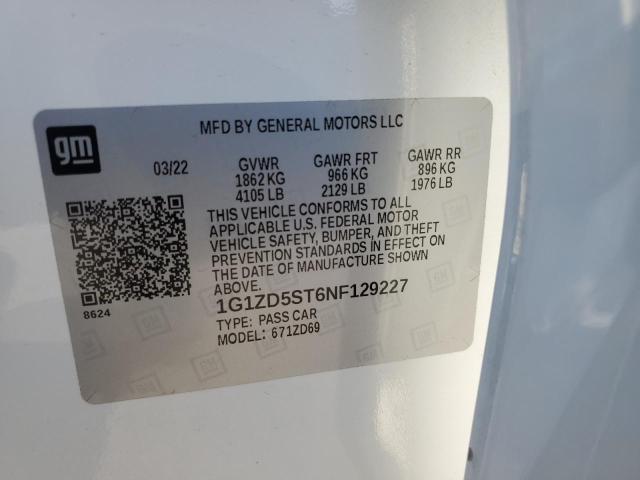 gm
MFD BY GENERAL MOTORS LLC
03/22 GVWR GAWR FRT GAWR RR
1862 KG 966 KG 896 KG
4105 LB 2129 LB 1976 LB
THIS VEHICLE CONFORMS TO ALL
APPLICABLE U.S. FEDERAL MOTOR
VEHICLE SAFETY, BUMPER, AND THEFT
PREVENTION STANDARDS IN EFFECT ON
THE DATE OF MANUFACTURE SHOWN
ABOVE.
8624
1G1ZD5ST6NF129227
TYPE: PASS CAR
MODEL: 671ZD69